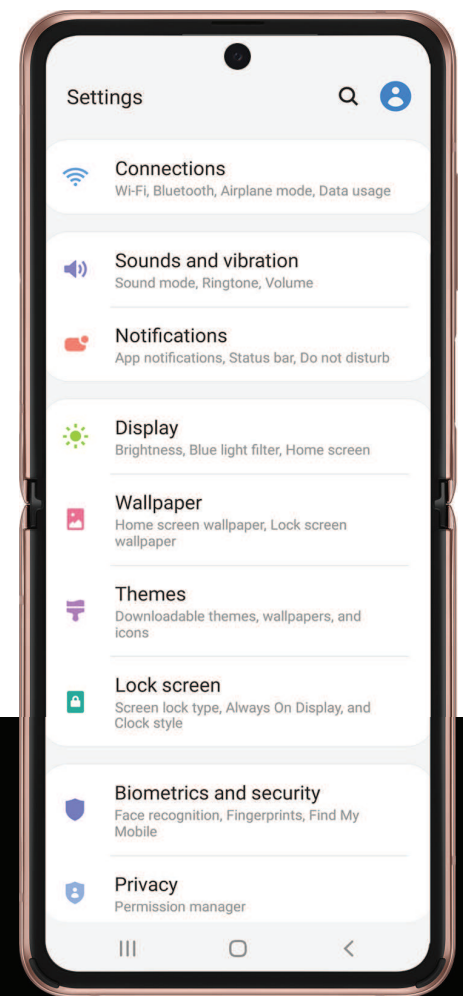 Settings
Connections
Wi-Fi, Bluetooth, Airplane mode, Data usage
Sounds and vibration
Sound mode, Ringtone, Volume
Notifications
App notifications, Status bar, Do not disturb
Display
Brightness, Blue light filter, Home screen
Wallpaper
Home screen wallpaper, Lock screen
wallpaper
Themes
Downloadable themes, wallpapers, and
icons
Lock screen
Screen lock type, Always On Display, and
Clock style
Biometrics and security
Face recognition, Fingerprints, Find My
Mobile
Privacy
Permission manager